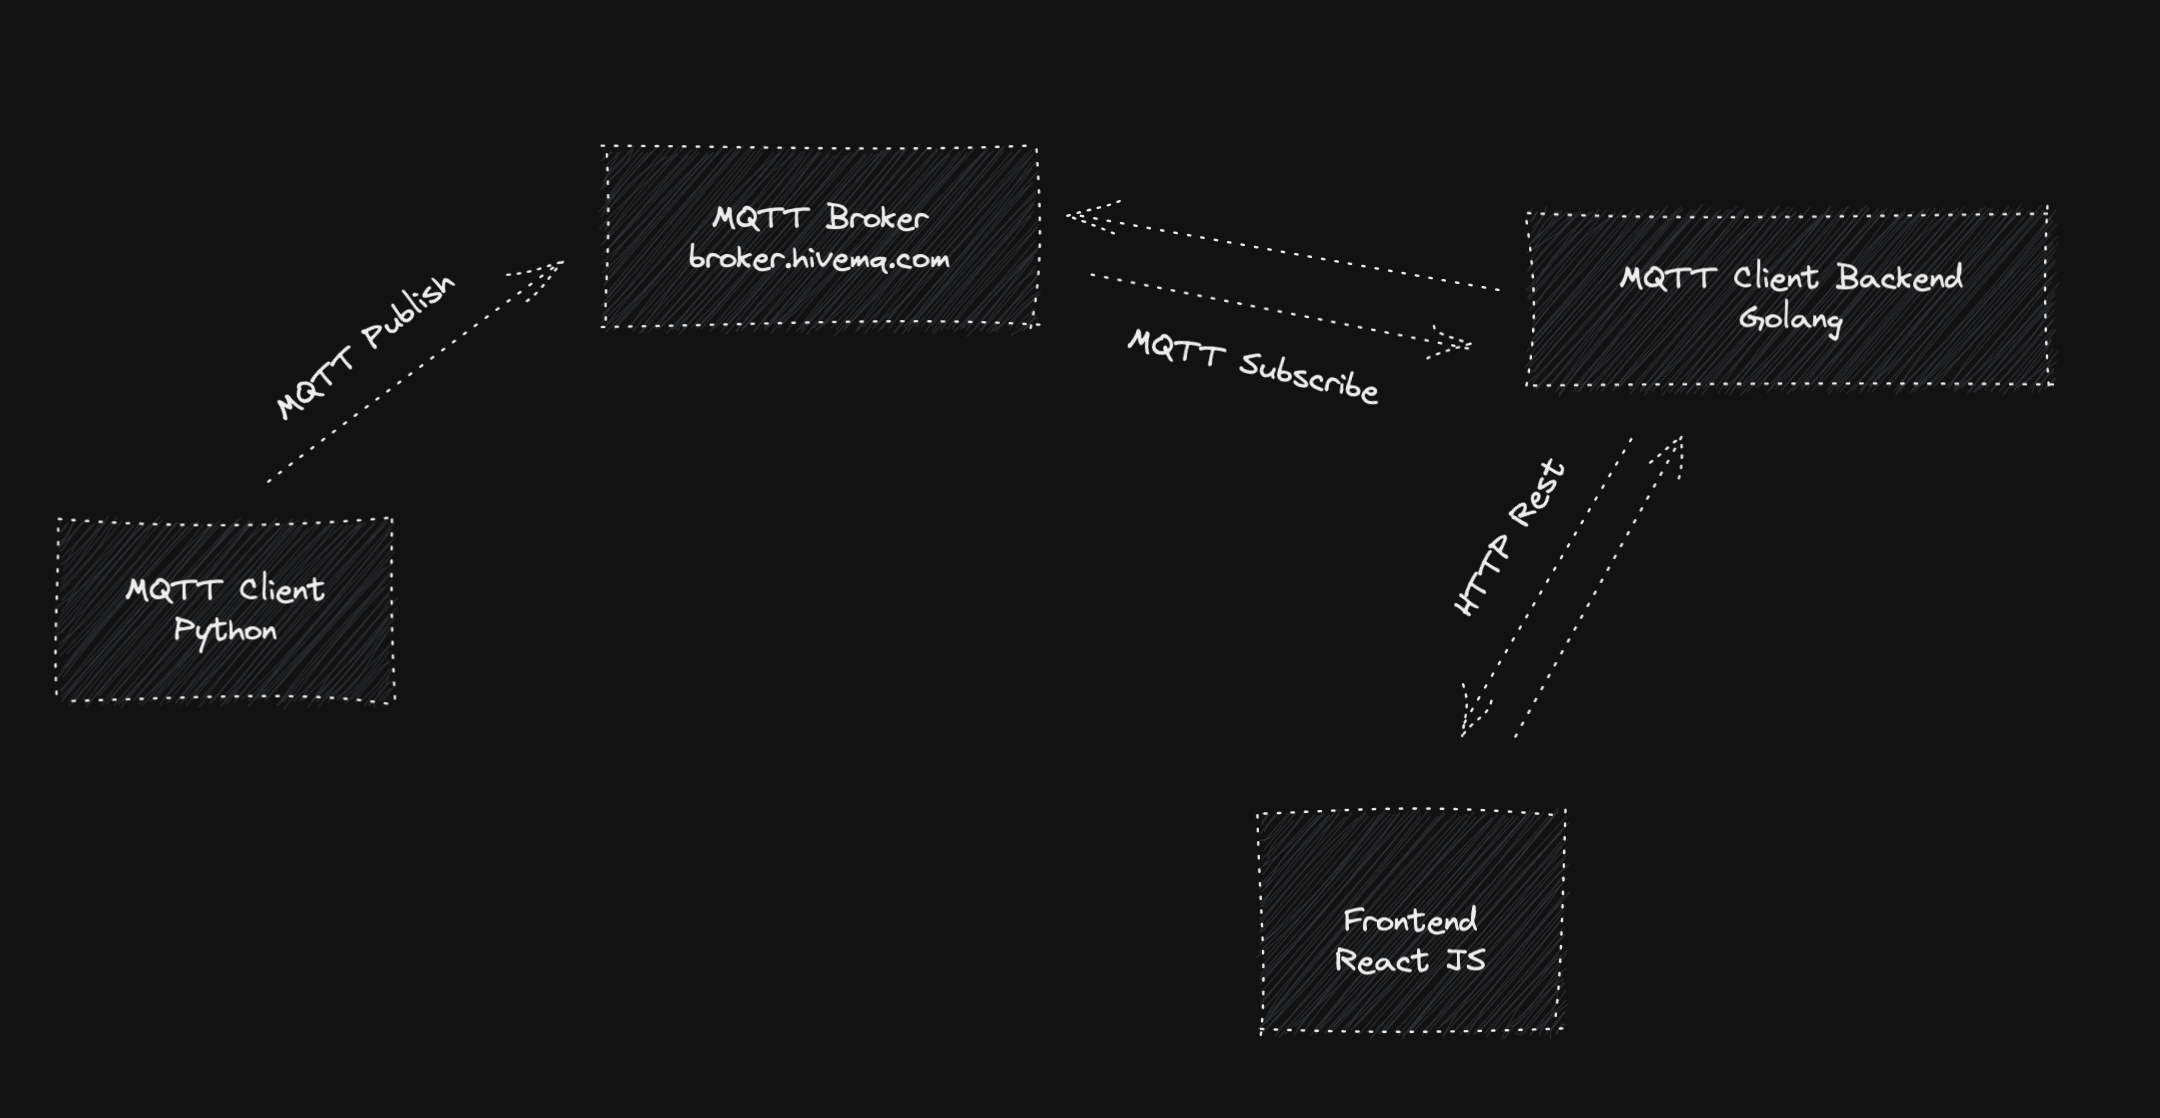 MQTT Broker
broker.hivemq.com
MQTT Client Backend
Golang
MQTT Publish
MQTT Subscribe
HTTP Rest
MQTT Client
Python
Frontend
React JS